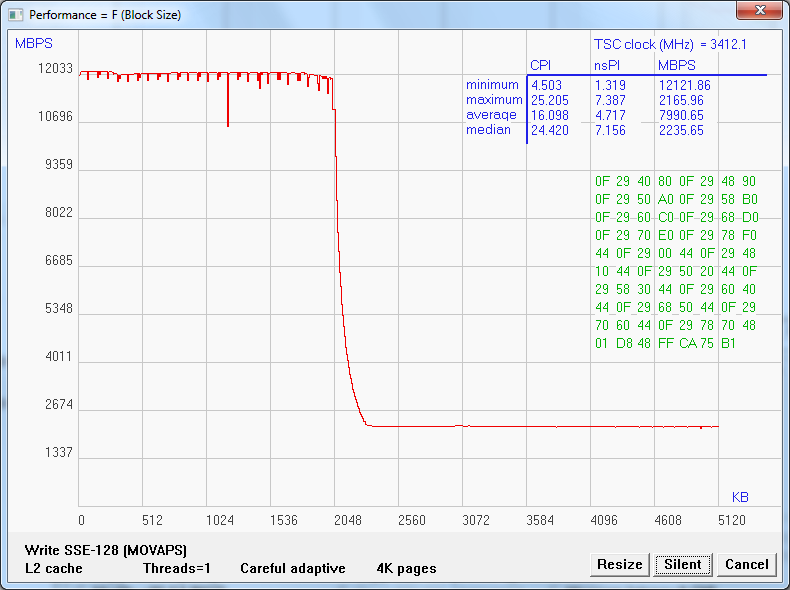 Performance = F (Block Size)
MBPS
TSC clock (MHz) = 3412.1
CPI nsPI MBPS
minimum 4.503 1.319 12121.86
maximum 25.205 7.387 2165.96
average 16.098 4.717 7990.65
median 24.420 7.156 2235.65
12033
10696
9359
8022
6685
5348
4011
2674
1337
0F 29 40 80 0F 29 48 90
0F 29 50 A0 0F 29 58 B0
0F 29 60 C0 0F 29 68 D0
0F 29 70 E0 0F 29 78 F0
44 0F 29 00 44 0F 29 48
10 44 0F 29 50 20 44 0F
29 58 30 44 0F 29 60 40
44 0F 29 68 50 44 0F 29
70 60 44 0F 29 78 70 48
01 D8 48 FF CA 75 B1
KB
0 512 1024 1536 2048 2560 3072 3584 4096 4608 5120
Write SSE-128 (MOVAPS)
L2 cache Threads=1 Careful adaptive 4K pages
Resize Silent Cancel